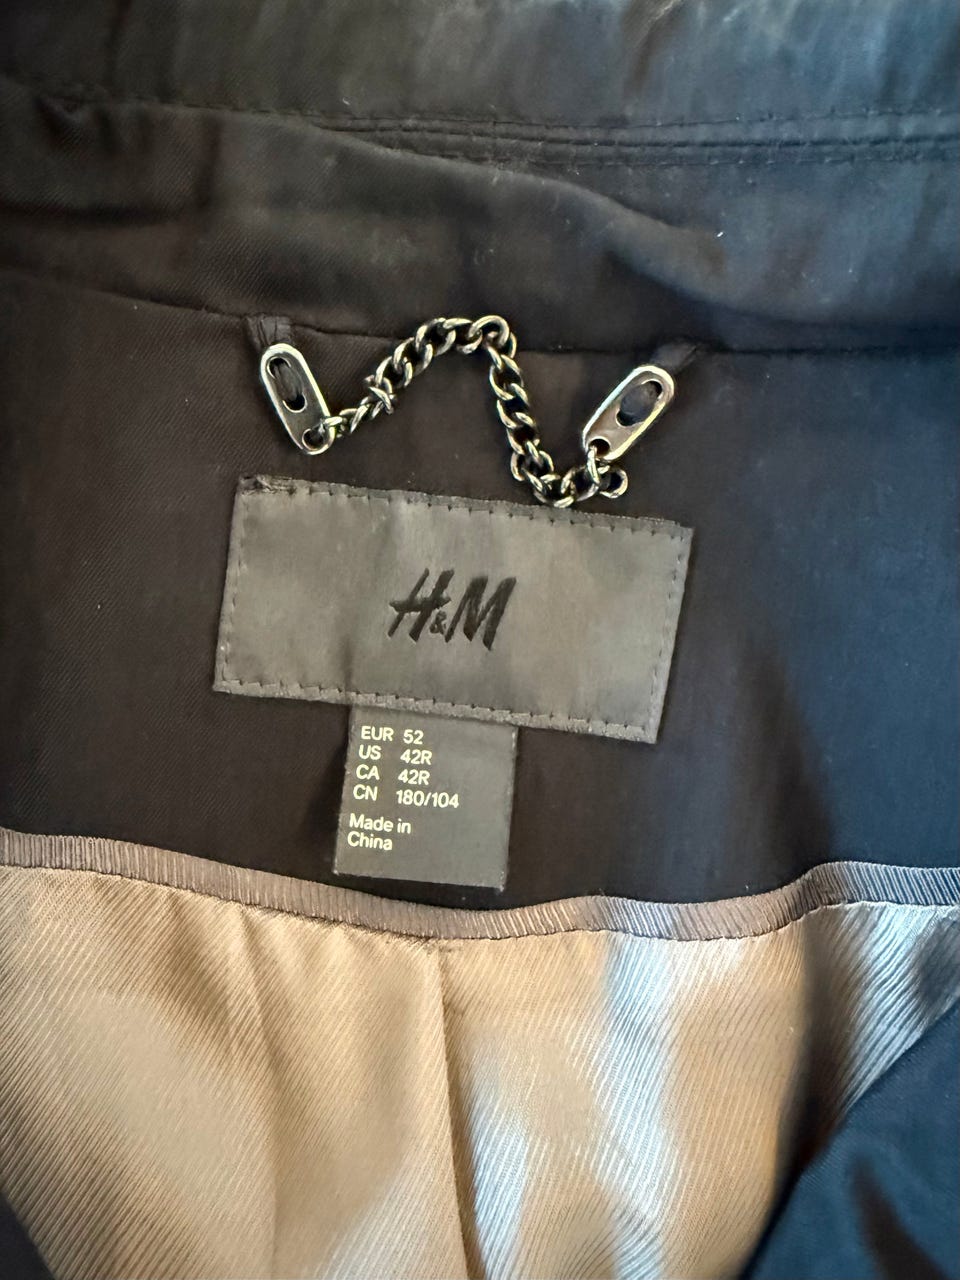 H&M
EUR 52
US 42R
CA 42R
CN 180/104
Made in
China